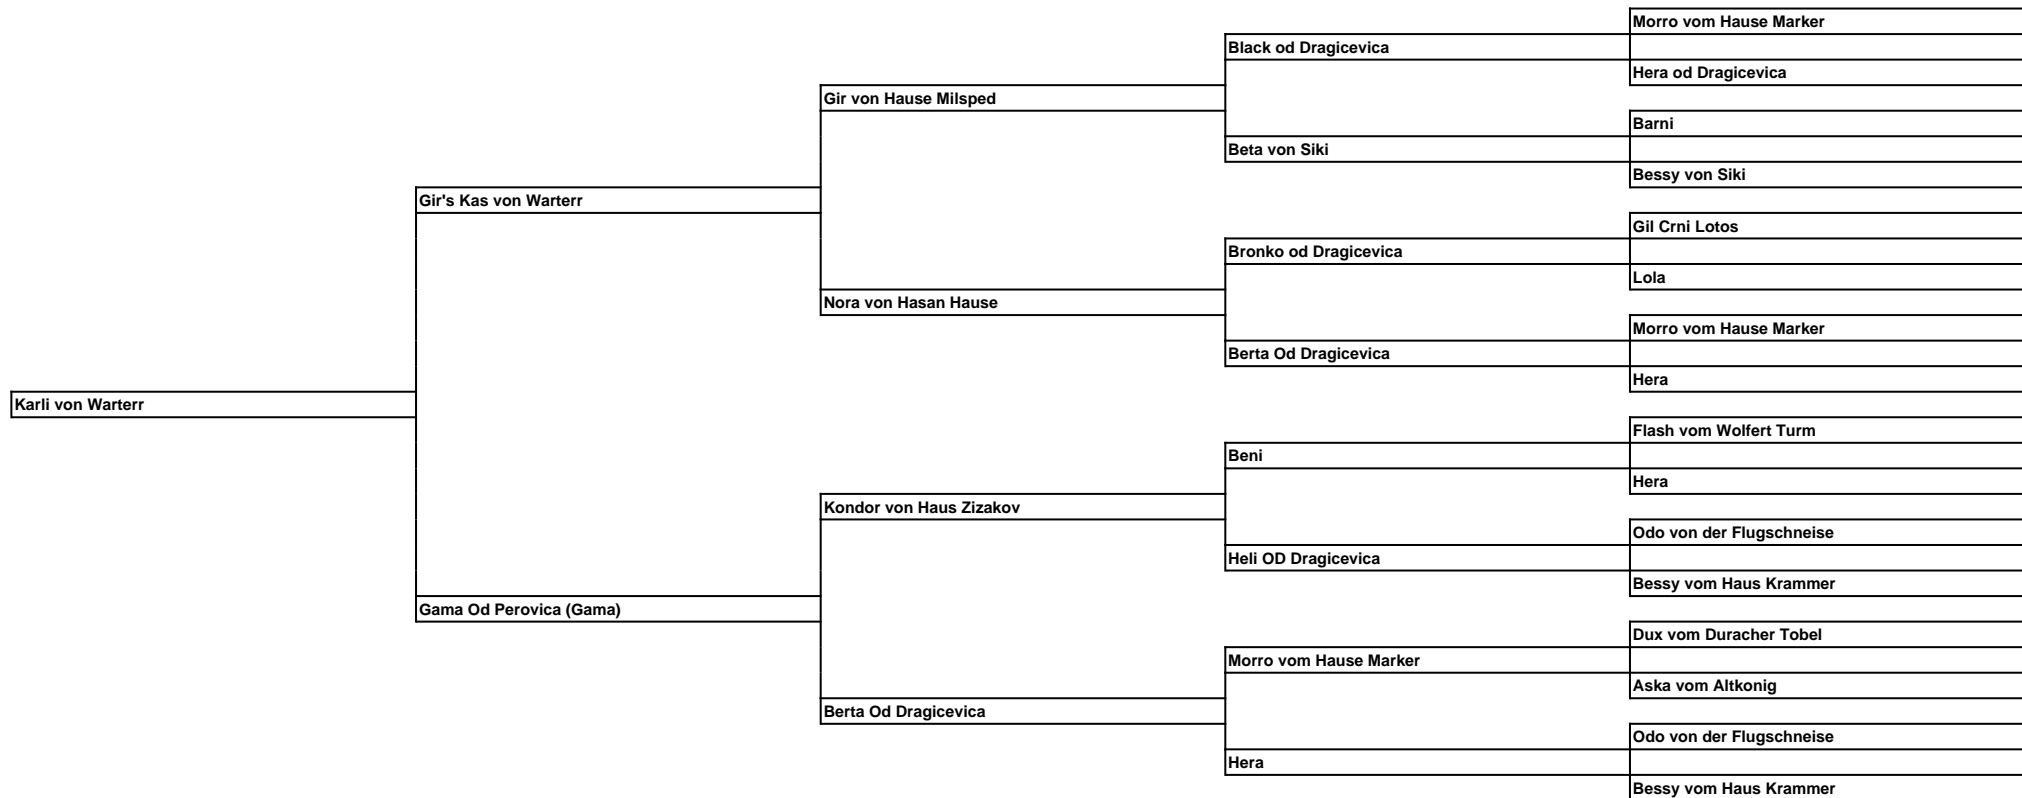 Morro vom Hause Marker
Black od Dragicevica
Hera od Dragicevica
Gir von Hause Milsped
Barni
Beta von Siki
Bessy von Siki
Gir's Kas von Warterr
Gil Crni Lotos
Bronko od Dragicevica
Lola
Nora von Hasan Hause
Morro vom Hause Marker
Berta Od Dragicevica
Hera
Karli von Warterr
Flash vom Wolfert Turm
Beni
Hera
Kondor von Haus Zizakov
Odo von der Flugschneise
Heli OD Dragicevica
Bessy vom Haus Krammer
Gama Od Perovica (Gama)
Dux vom Duracher Tobel
Morro vom Hause Marker
Aska vom Altkonig
Berta Od Dragicevica
Odo von der Flugschneise
Hera
Bessy vom Haus Krammer